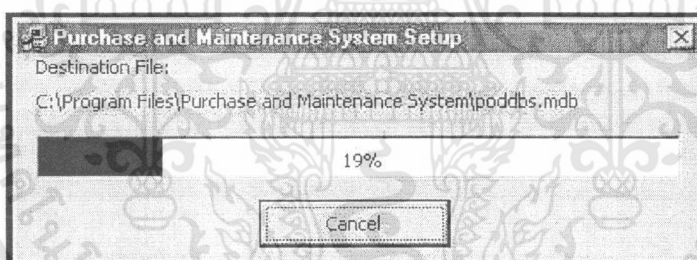 Purchase and Maintenance System Setup
Destination File:
C:\Program Files\Purchase and Maintenance System\poddbs.mdb
19%
Cancel